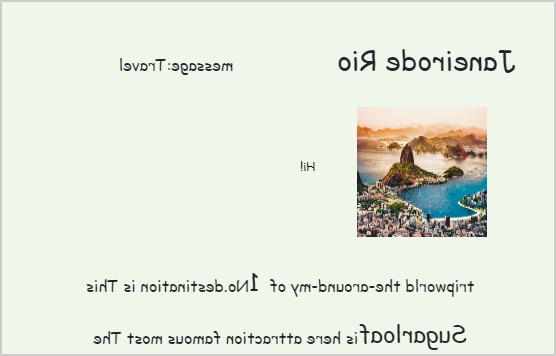 Janeirode Rio message:Travel
Hi!
tripworld the-around-my of 1No.destination is This
Sugarloaf is here attraction famous most The